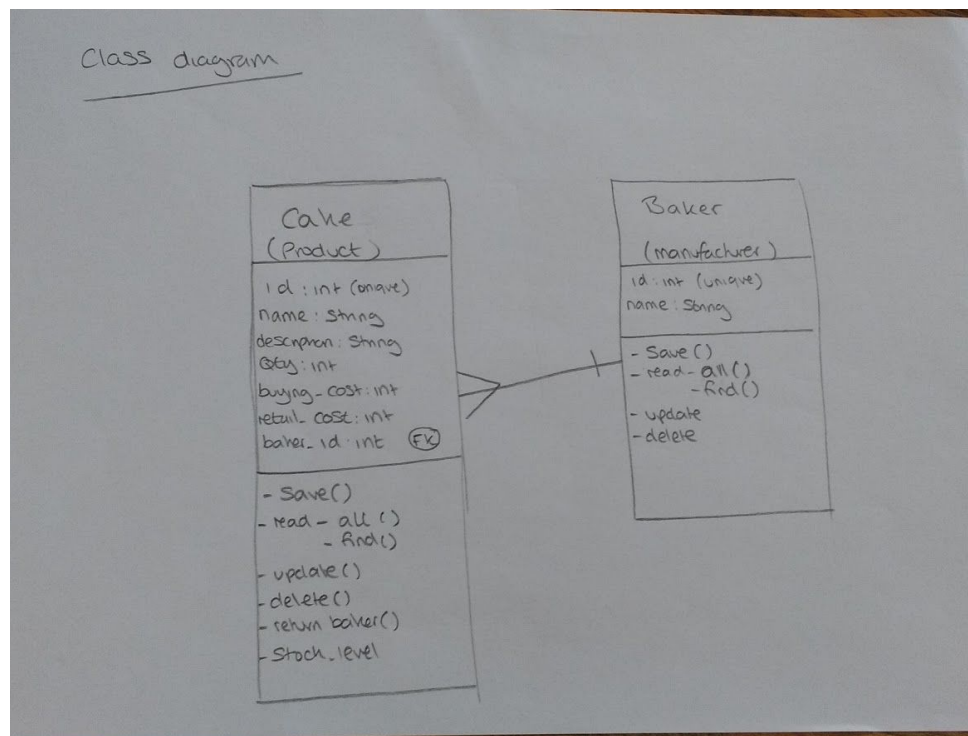 Class diagram
Cake
(Product)
id : int (unique)
name : String
description : String
Qty : int
buying_cost : int
retail_cost : int
baker_id : int FK
- Save()
- read - all ()
- find()
- update()
- delete()
- return baker()
- Stock_level
Baker
(manufacturer)
id : int (unique)
name : String
- Save()
- read - all()
- find()
- update
- delete